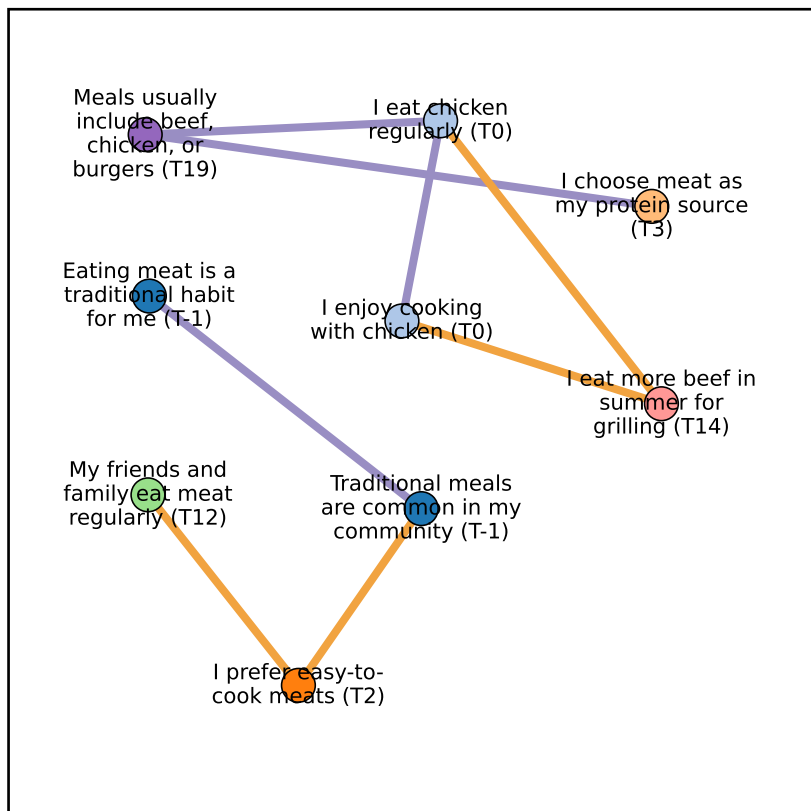 Meals usually
include beef,
chicken, or
burgers (T19)
I eat chicken
regularly (T0)
I choose meat as
my protein source
(T3)
Eating meat is a
traditional habit
for me (T-1)
I enjoy cooking
with chicken (T0)
I eat more beef in
summer for
grilling (T14)
My friends and
family eat meat
regularly (T12)
Traditional meals
are common in my
community (T-1)
I prefer easy-to-
cook meats (T2)